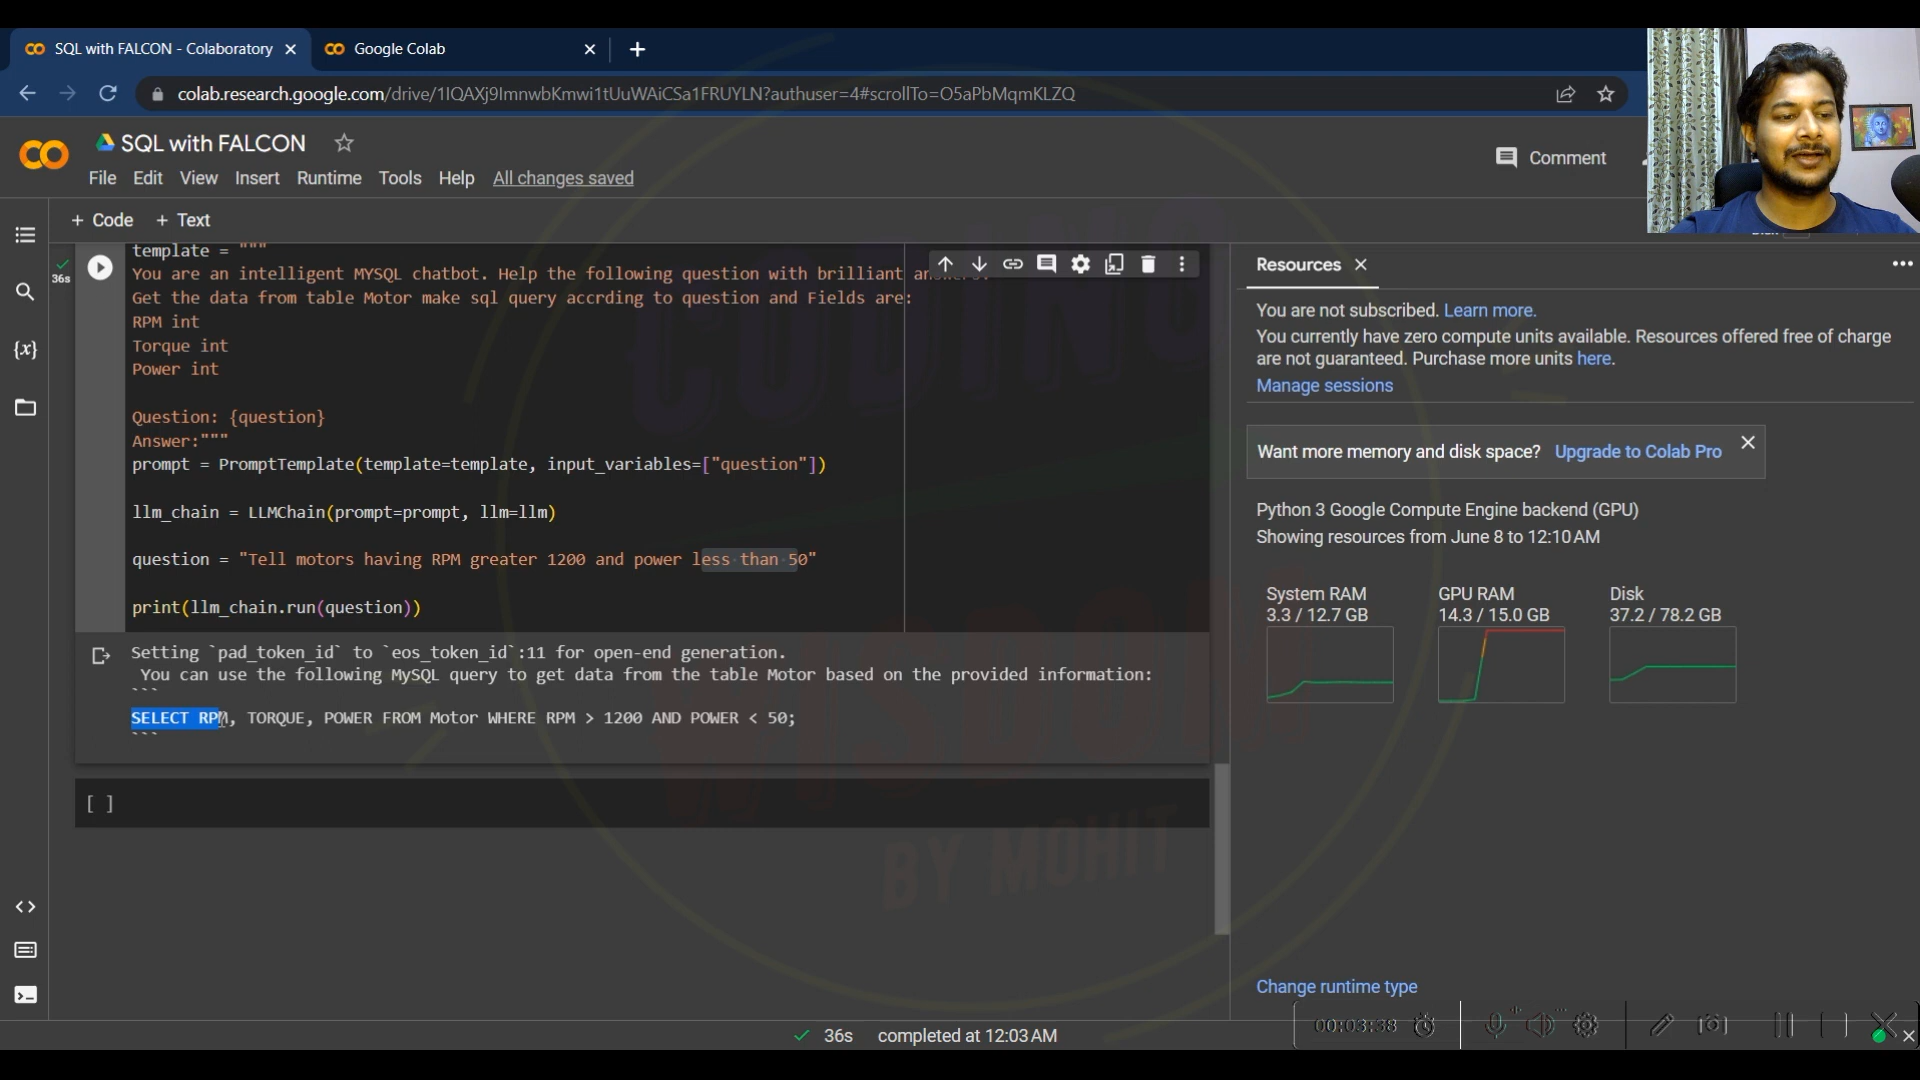 SQL with FALCON - Colaboratory
Google Colab
colab.research.google.com/drive/1IQAXj9ImnwbKmwi1tUuWAiCSa1FRUYLN?authuser=4#scrollTo=O5aPbMqmKLZQ
SQL with FALCON
Comment
File Edit View Insert Runtime Tools Help All changes saved
+ Code + Text
36s
template = """
You are an intelligent MYSQL chatbot. Help the following question with brilliant
Get the data from table Motor make sql query accrding to question and Fields are:
RPM int
Torque int
Power int
Question: {question}
Answer:"""
prompt = PromptTemplate(template=template, input_variables=["question"])
llm_chain = LLMChain(prompt=prompt, llm=llm)
question = "Tell motors having RPM greater 1200 and power less than 50"
print(llm_chain.run(question))
Setting `pad_token_id` to `eos_token_id`:11 for open-end generation.
You can use the following MySQL query to get data from the table Motor based on the provided information:
```
SELECT RPM, TORQUE, POWER FROM Motor WHERE RPM > 1200 AND POWER < 50;
```
[ ]
Resources
You are not subscribed. Learn more.
You currently have zero compute units available. Resources offered free of charge
are not guaranteed. Purchase more units here.
Manage sessions
Want more memory and disk space? Upgrade to Colab Pro
Python 3 Google Compute Engine backend (GPU)
Showing resources from June 8 to 12:10 AM
System RAM
3.3 / 12.7 GB
GPU RAM
14.3 / 15.0 GB
Disk
37.2 / 78.2 GB
Change runtime type
36s completed at 12:03 AM
00:03:38
CODING
WISDOM
BY MOHIT